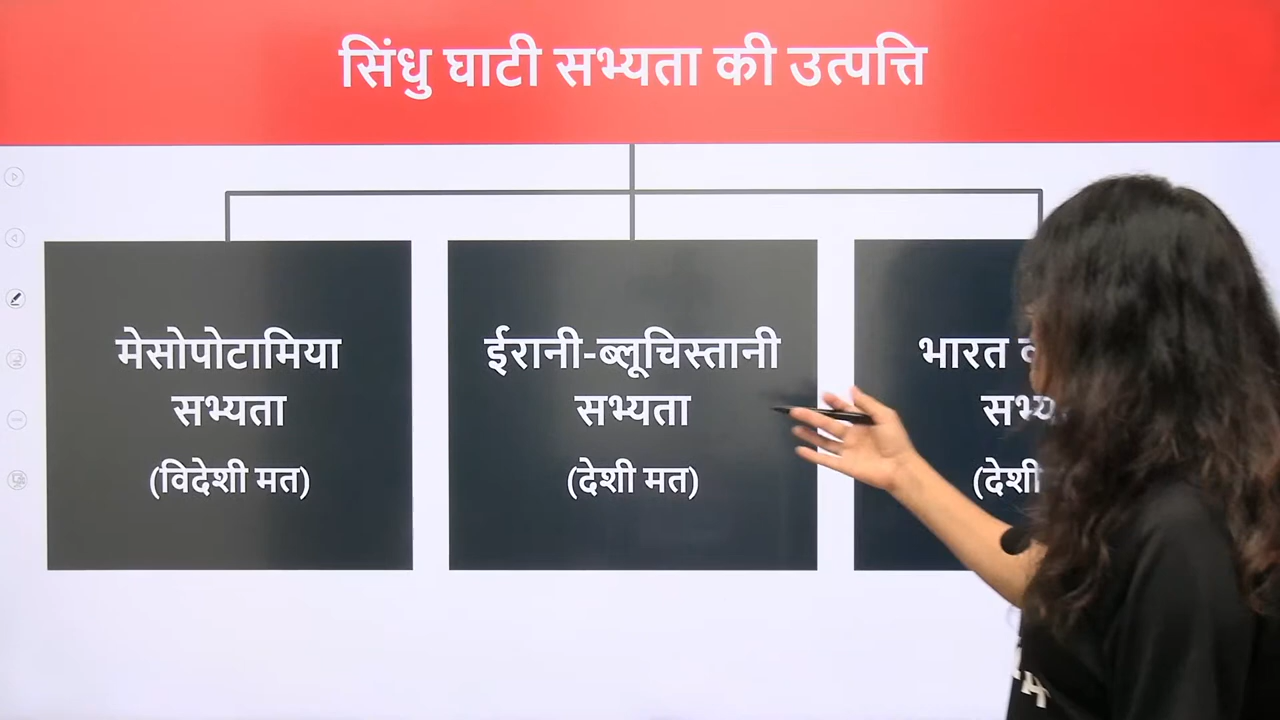 सिंधु घाटी सभ्यता की उत्पत्ति
मेसोपोटामिया
सभ्यता
(विदेशी मत)
ईरानी-ब्लूचिस्तानी
सभ्यता
(देशी मत)
भारत